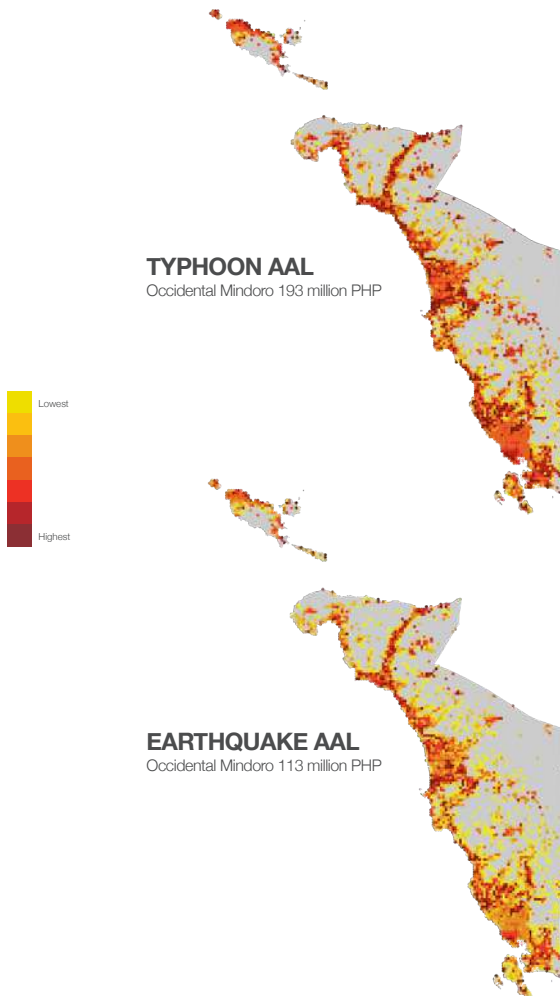 TYPHOON AAL
Occidental Mindoro 193 million PHP
Lowest
Highest
EARTHQUAKE AAL
Occidental Mindoro 113 million PHP